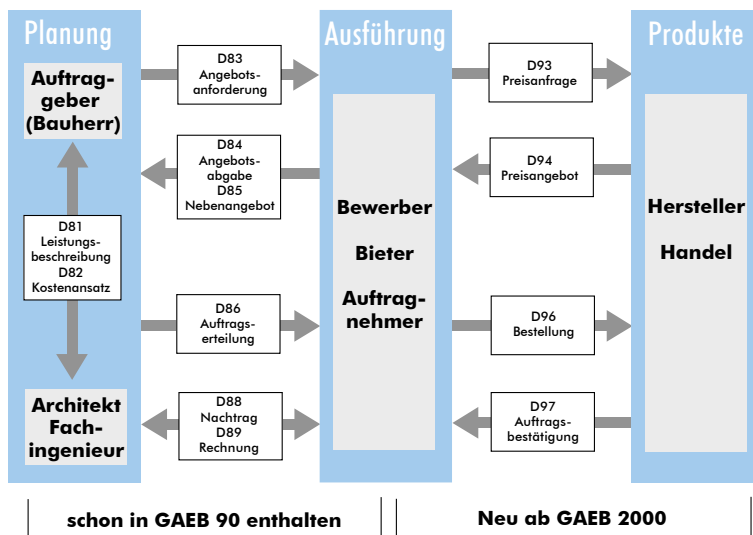 Planung
Auftrag-
geber
(Bauherr)
D81
Leistungs-
beschreibung
D82
Kostenansatz
Architekt
Fach-
ingenieur
D83
Angebots-
anforderung
D84
Angebots-
abgabe
D85
Nebenangebot
D86
Auftrags-
erteilung
D88
Nachtrag
D89
Rechnung
Ausführung
Bewerber
Bieter
Auftrag-
nehmer
D93
Preisanfrage
D94
Preisangebot
D96
Bestellung
D97
Auftrags-
bestätigung
Produkte
Hersteller
Handel
schon in GAEB 90 enthalten
Neu ab GAEB 2000